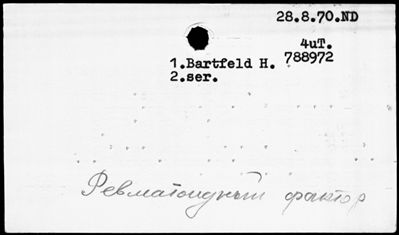 28.8.70.ND
4uT.
788972
1.Bartfeld H.
2.ser.
Ревматоидный фактор